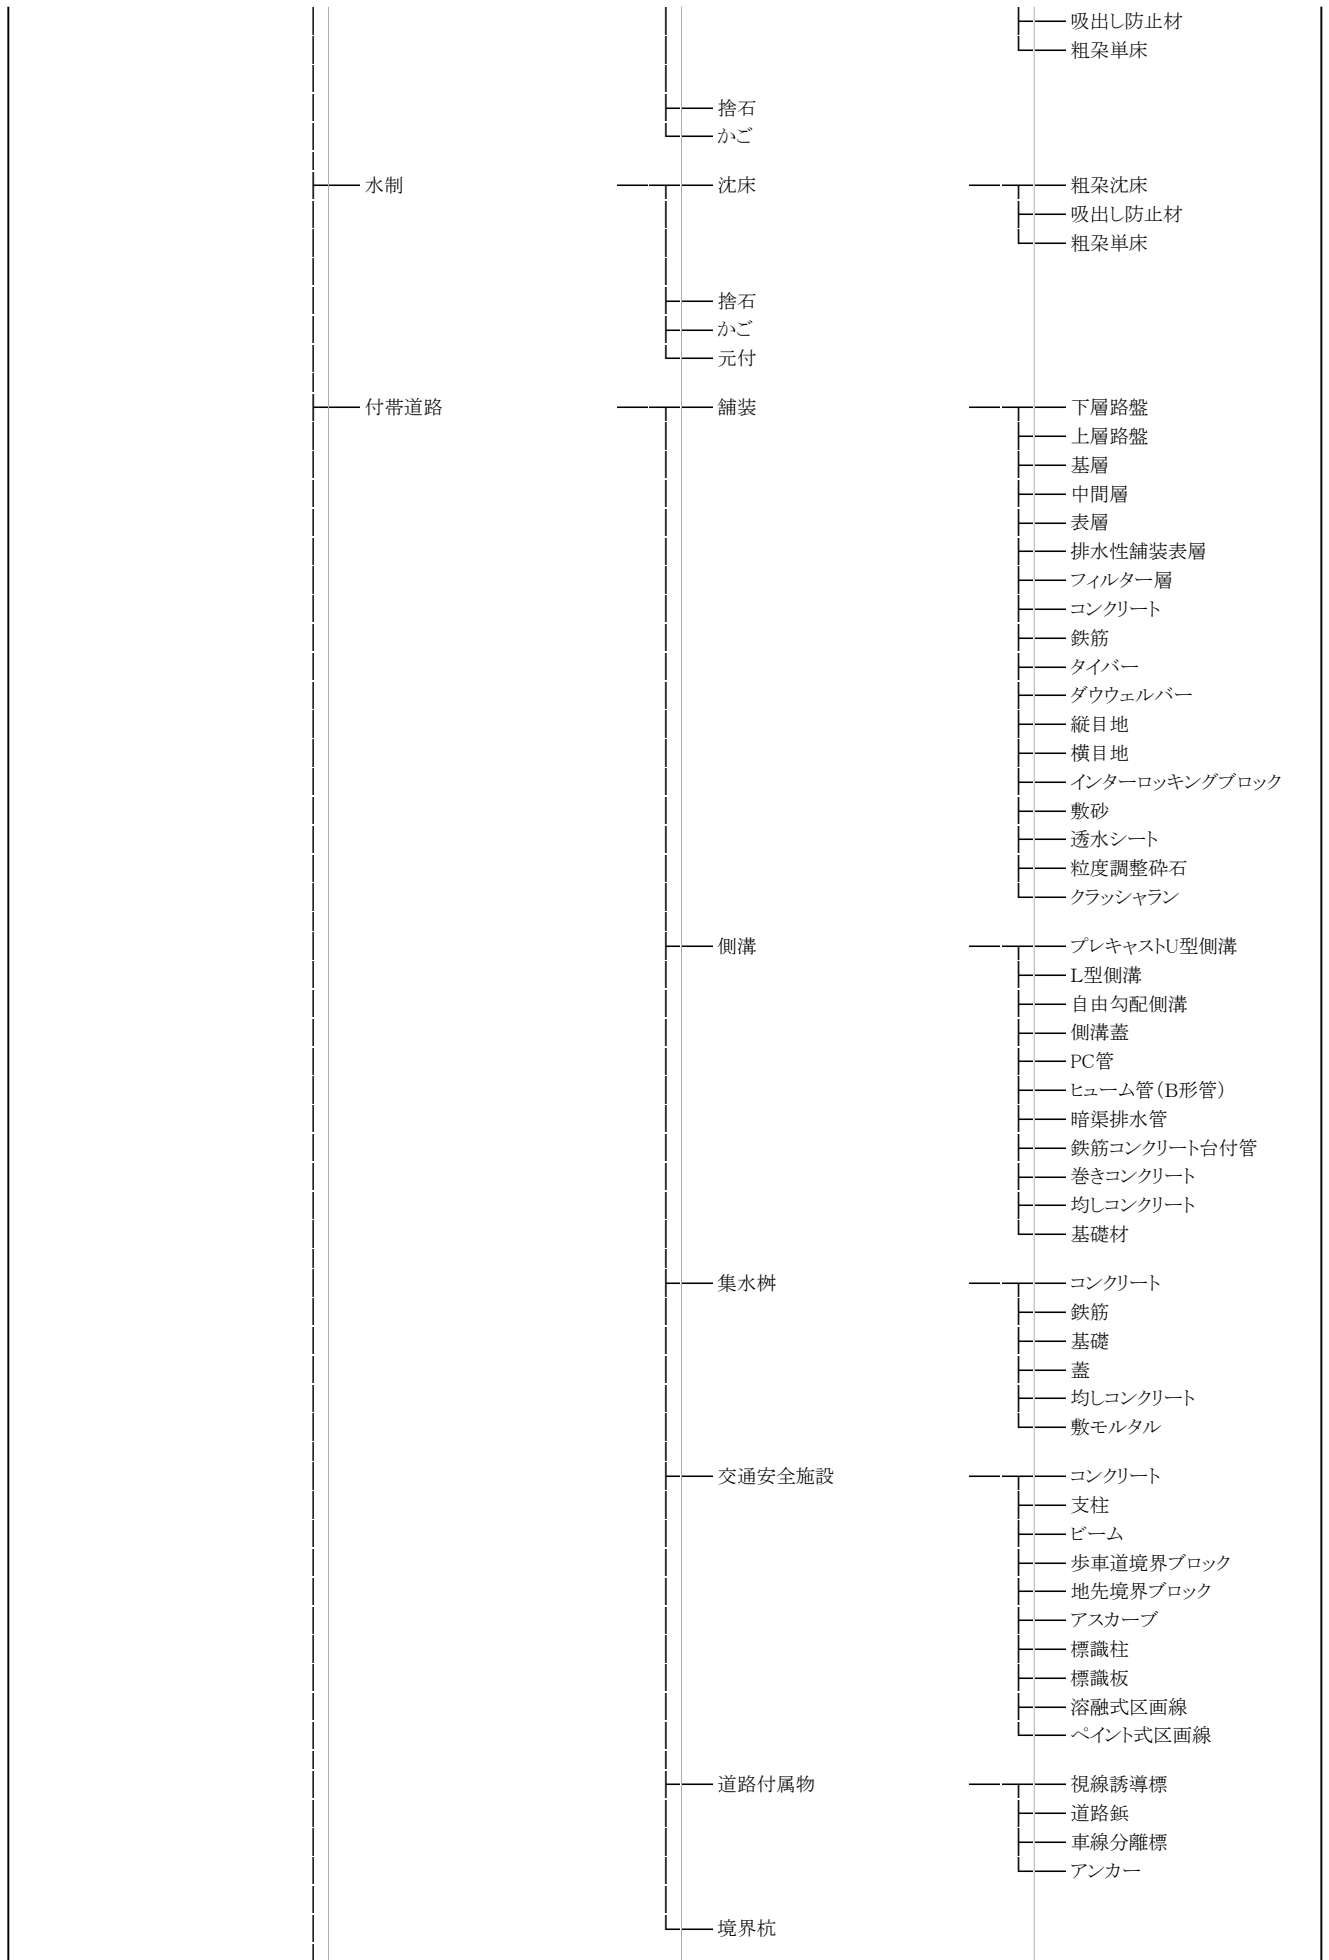 吸出し防止材
粗朶単床
捨石
かご
水制 沈床 粗朶沈床
吸出し防止材
粗朶単床
捨石
かご
元付
付帯道路 舗装 下層路盤
上層路盤
基層
中間層
表層
排水性舗装表層
フィルター層
コンクリート
鉄筋
タイバー
ダウウェルバー
縦目地
横目地
インターロッキングブロック
敷砂
透水シート
粒度調整砕石
クラッシャラン
側溝 プレキャストU型側溝
L型側溝
自由勾配側溝
側溝蓋
PC管
ヒューム管（B形管）
暗渠排水管
鉄筋コンクリート台付管
巻きコンクリート
均しコンクリート
基礎材
集水桝 コンクリート
鉄筋
基礎
蓋
均しコンクリート
敷モルタル
交通安全施設 コンクリート
支柱
ビーム
歩車道境界ブロック
地先境界ブロック
アスカーブ
標識柱
標識板
溶融式区画線
ペイント式区画線
道路付属物 視線誘導標
道路鋲
車線分離標
アンカー
境界杭